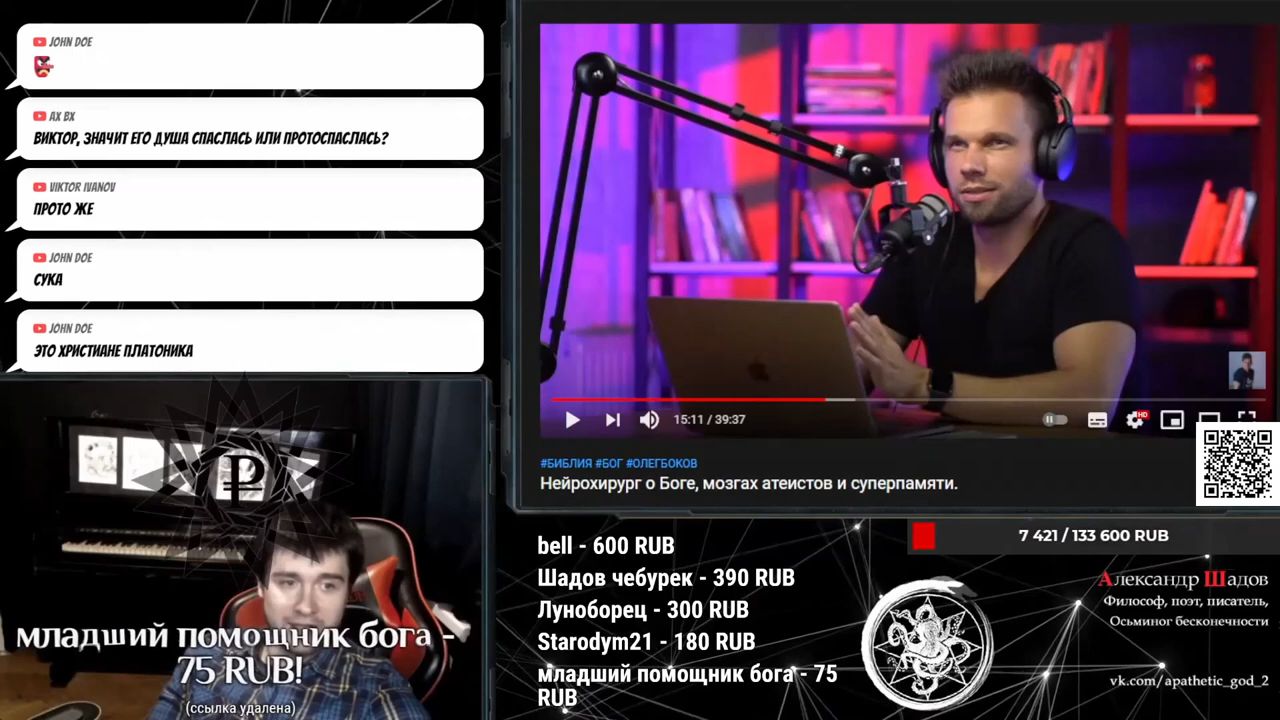 JOHN DOE
AX BX
ВИКТОР, ЗНАЧИТ ЕГО ДУША СПАСЛАСЬ ИЛИ ПРОТОСПАСЛАСЬ?
VIKTOR IVANOV
ПРОТО ЖЕ
JOHN DOE
СУКА
JOHN DOE
ЭТО ХРИСТИАНЕ ПЛАТОНИКА
младший помощник бога -
75 RUB!
(ссылка удалена)
15:11 / 39:37
HD
#БИБЛИЯ #БОГ #ОЛЕГБОКОВ
Нейрохирург о Боге, мозгах атеистов и суперпамяти.
bell - 600 RUB
Шадов чебурек - 390 RUB
Луноборец - 300 RUB
Starodym21 - 180 RUB
младший помощник бога - 75
RUB
7 421 / 133 600 RUB
Александр Шадов
Философ, поэт, писатель,
Осьминог бесконечности
vk.com/apathetic_god_2